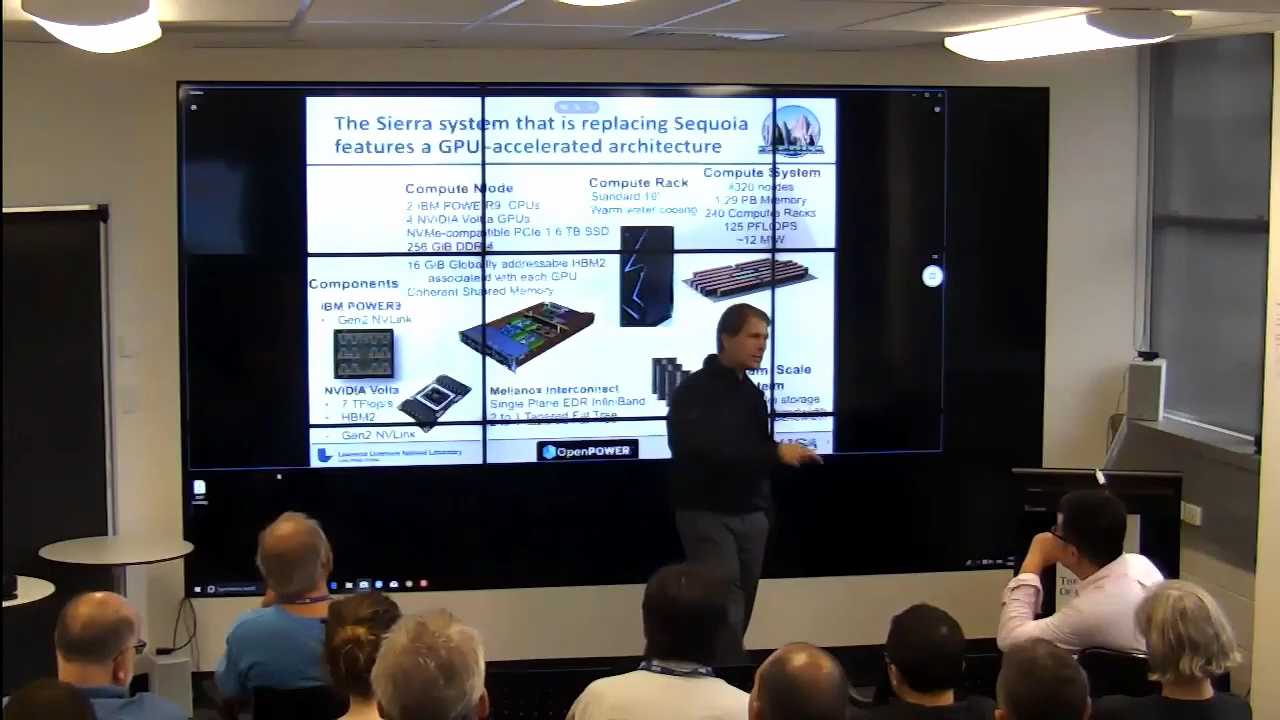 The Sierra system that is replacing Sequoia
features a GPU-accelerated architecture
Compute Node
2 IBM POWER9 CPUs
4 NVIDIA Volta GPUs
NVMe-compatible PCIe 1.6 TB SSD
256 GiB DDR4
16 GiB Globally addressable HBM2
associated with each GPU
Coherent Shared Memory
Compute Rack
Standard 19"
Warm water cooling
Compute System
4320 nodes
1.29 PB Memory
240 Compute Racks
125 PFLOPS
~12 MW
Components
IBM POWER9
• Gen2 NVLink
NVIDIA Volta
• 7 TFlop/s
• HBM2
• Gen2 NVLink
Mellanox Interconnect
Single Plane EDR InfiniBand
2 to 1 Tapered Fat Tree
Scale
storage
Lawrence Livermore National Laboratory
OpenPOWER